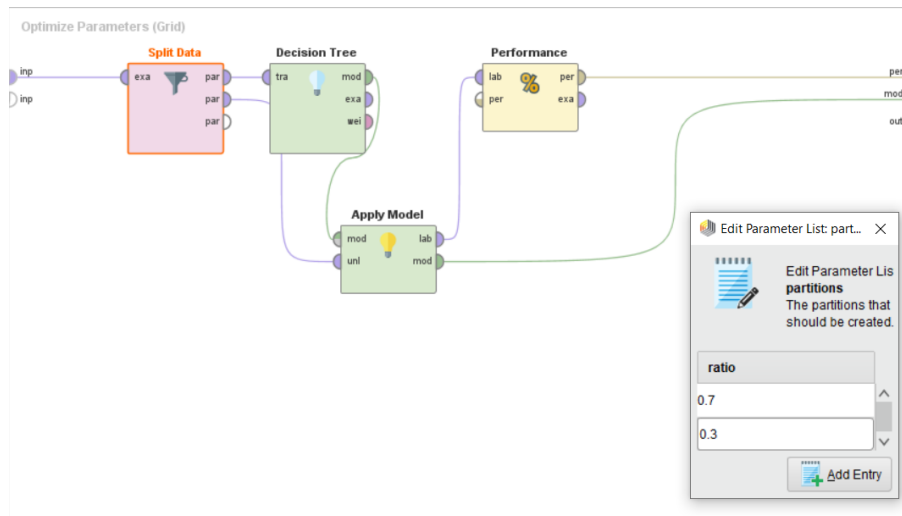 Optimize Parameters (Grid)
Split Data
Decision Tree
Performance
inp
exa
par
tra
mod
lab
per
per
inp
par
exa
per
exa
mod
par
wei
out
Apply Model
mod
lab
unl
mod
Edit Parameter List: part...
Edit Parameter Lis
partitions
The partitions that
should be created.
ratio
0.7
0.3
Add Entry